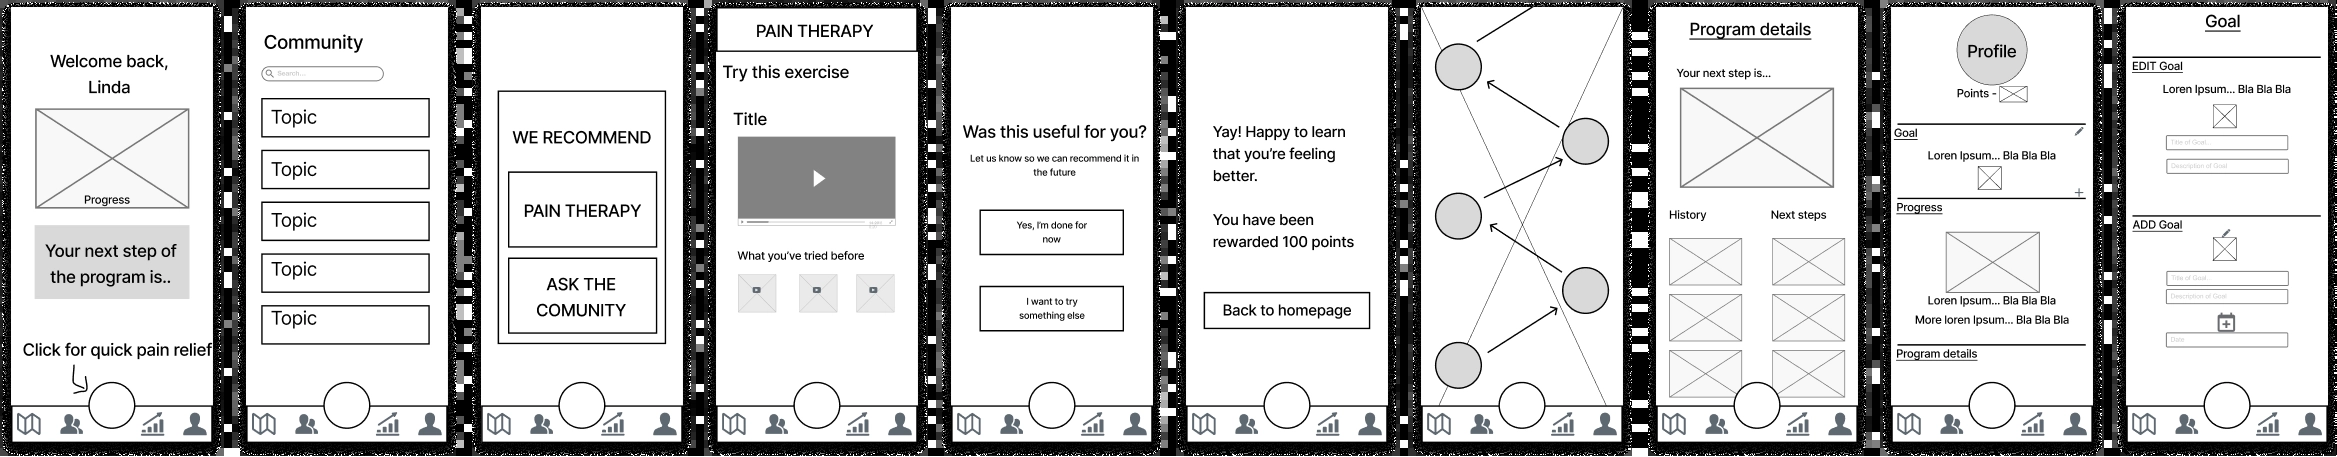 Welcome back,
Linda
Progress
Your next step of
the program is..
Click for quick pain relief
Community
Search...
Topic
Topic
Topic
Topic
Topic
WE RECOMMEND
PAIN THERAPY
ASK THE
COMUNITY
PAIN THERAPY
Try this exercise
Title
What you've tried before
Was this useful for you?
Let us know so we can recommend it in
the future
Yes, I'm done for
now
I want to try
something else
Yay! Happy to learn
that you're feeling
better.
You have been
rewarded 100 points
Back to homepage
Program details
Your next step is...
History
Next steps
Profile
Points -
Goal
Loren Ipsum... Bla Bla Bla
Progress
Loren Ipsum... Bla Bla Bla
More loren Ipsum... Bla Bla Bla
Program details
Goal
EDIT Goal
Loren Ipsum... Bla Bla Bla
Title of Goal...
Description of Goal
ADD Goal
Title of Goal...
Description of Goal
Date